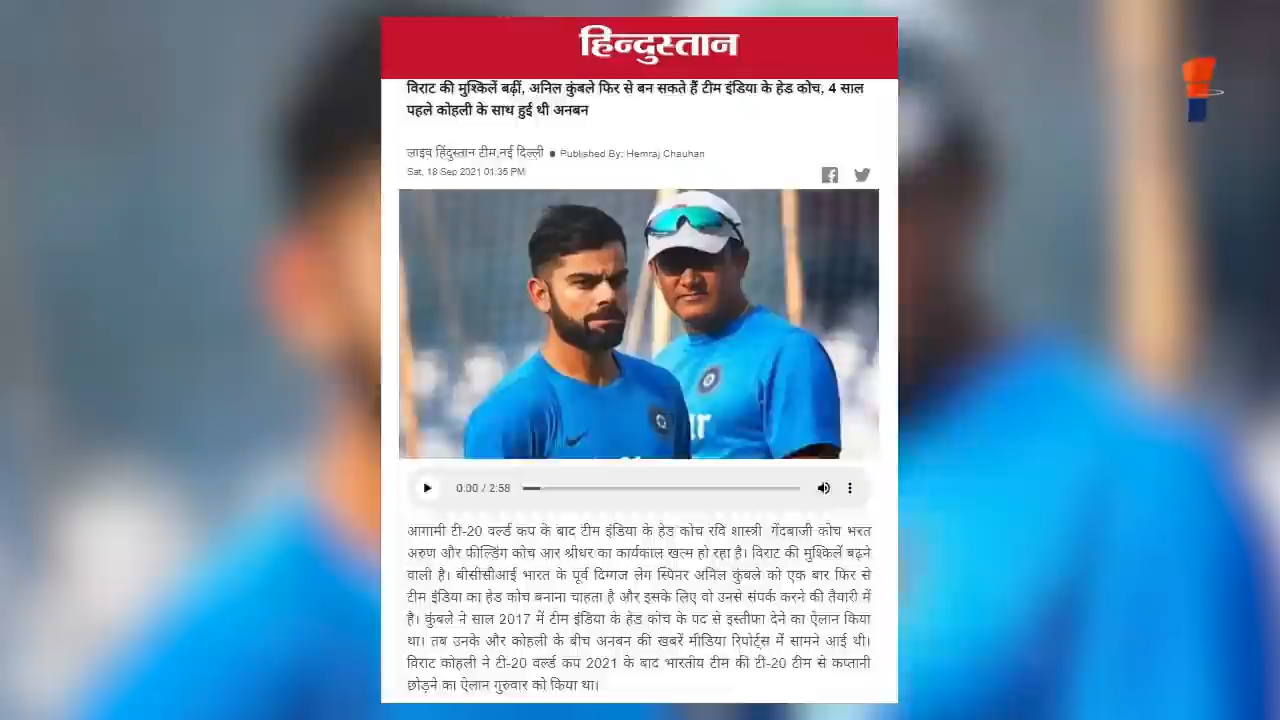 हिन्दुस्तान
विराट की मुश्किलें बढ़ीं, अनिल कुंबले फिर से बन सकते हैं टीम इंडिया के हेड कोच, 4 साल
पहले कोहली के साथ हुई थी अनबन
लाइव हिंदुस्तान टीम,नई दिल्ली ● Published By: Hemraj Chauhan
Sat, 18 Sep 2021 01:35 PM
0:00 / 2:58
आगामी टी-20 वर्ल्ड कप के बाद टीम इंडिया के हेड कोच रवि शास्त्री गेंदबाजी कोच भरत
अरुण और फील्डिंग कोच आर श्रीधर का कार्यकाल खत्म हो रहा है। विराट की मुश्किलें बढ़ने
वाली है। बीसीसीआई भारत के पूर्व दिग्गज लेग स्पिनर अनिल कुंबले को एक बार फिर से
टीम इंडिया का हेड कोच बनाना चाहता है और इसके लिए वो उनसे संपर्क करने की तैयारी में
है। कुंबले ने साल 2017 में टीम इंडिया के हेड कोच के पद से इस्तीफा देने का ऐलान किया
था। तब उनके और कोहली के बीच अनबन की खबरें मीडिया रिपोर्ट्स में सामने आई थी।
विराट कोहली ने टी-20 वर्ल्ड कप 2021 के बाद भारतीय टीम की टी-20 टीम से कप्तानी
छोड़ने का ऐलान गुरुवार को किया था।